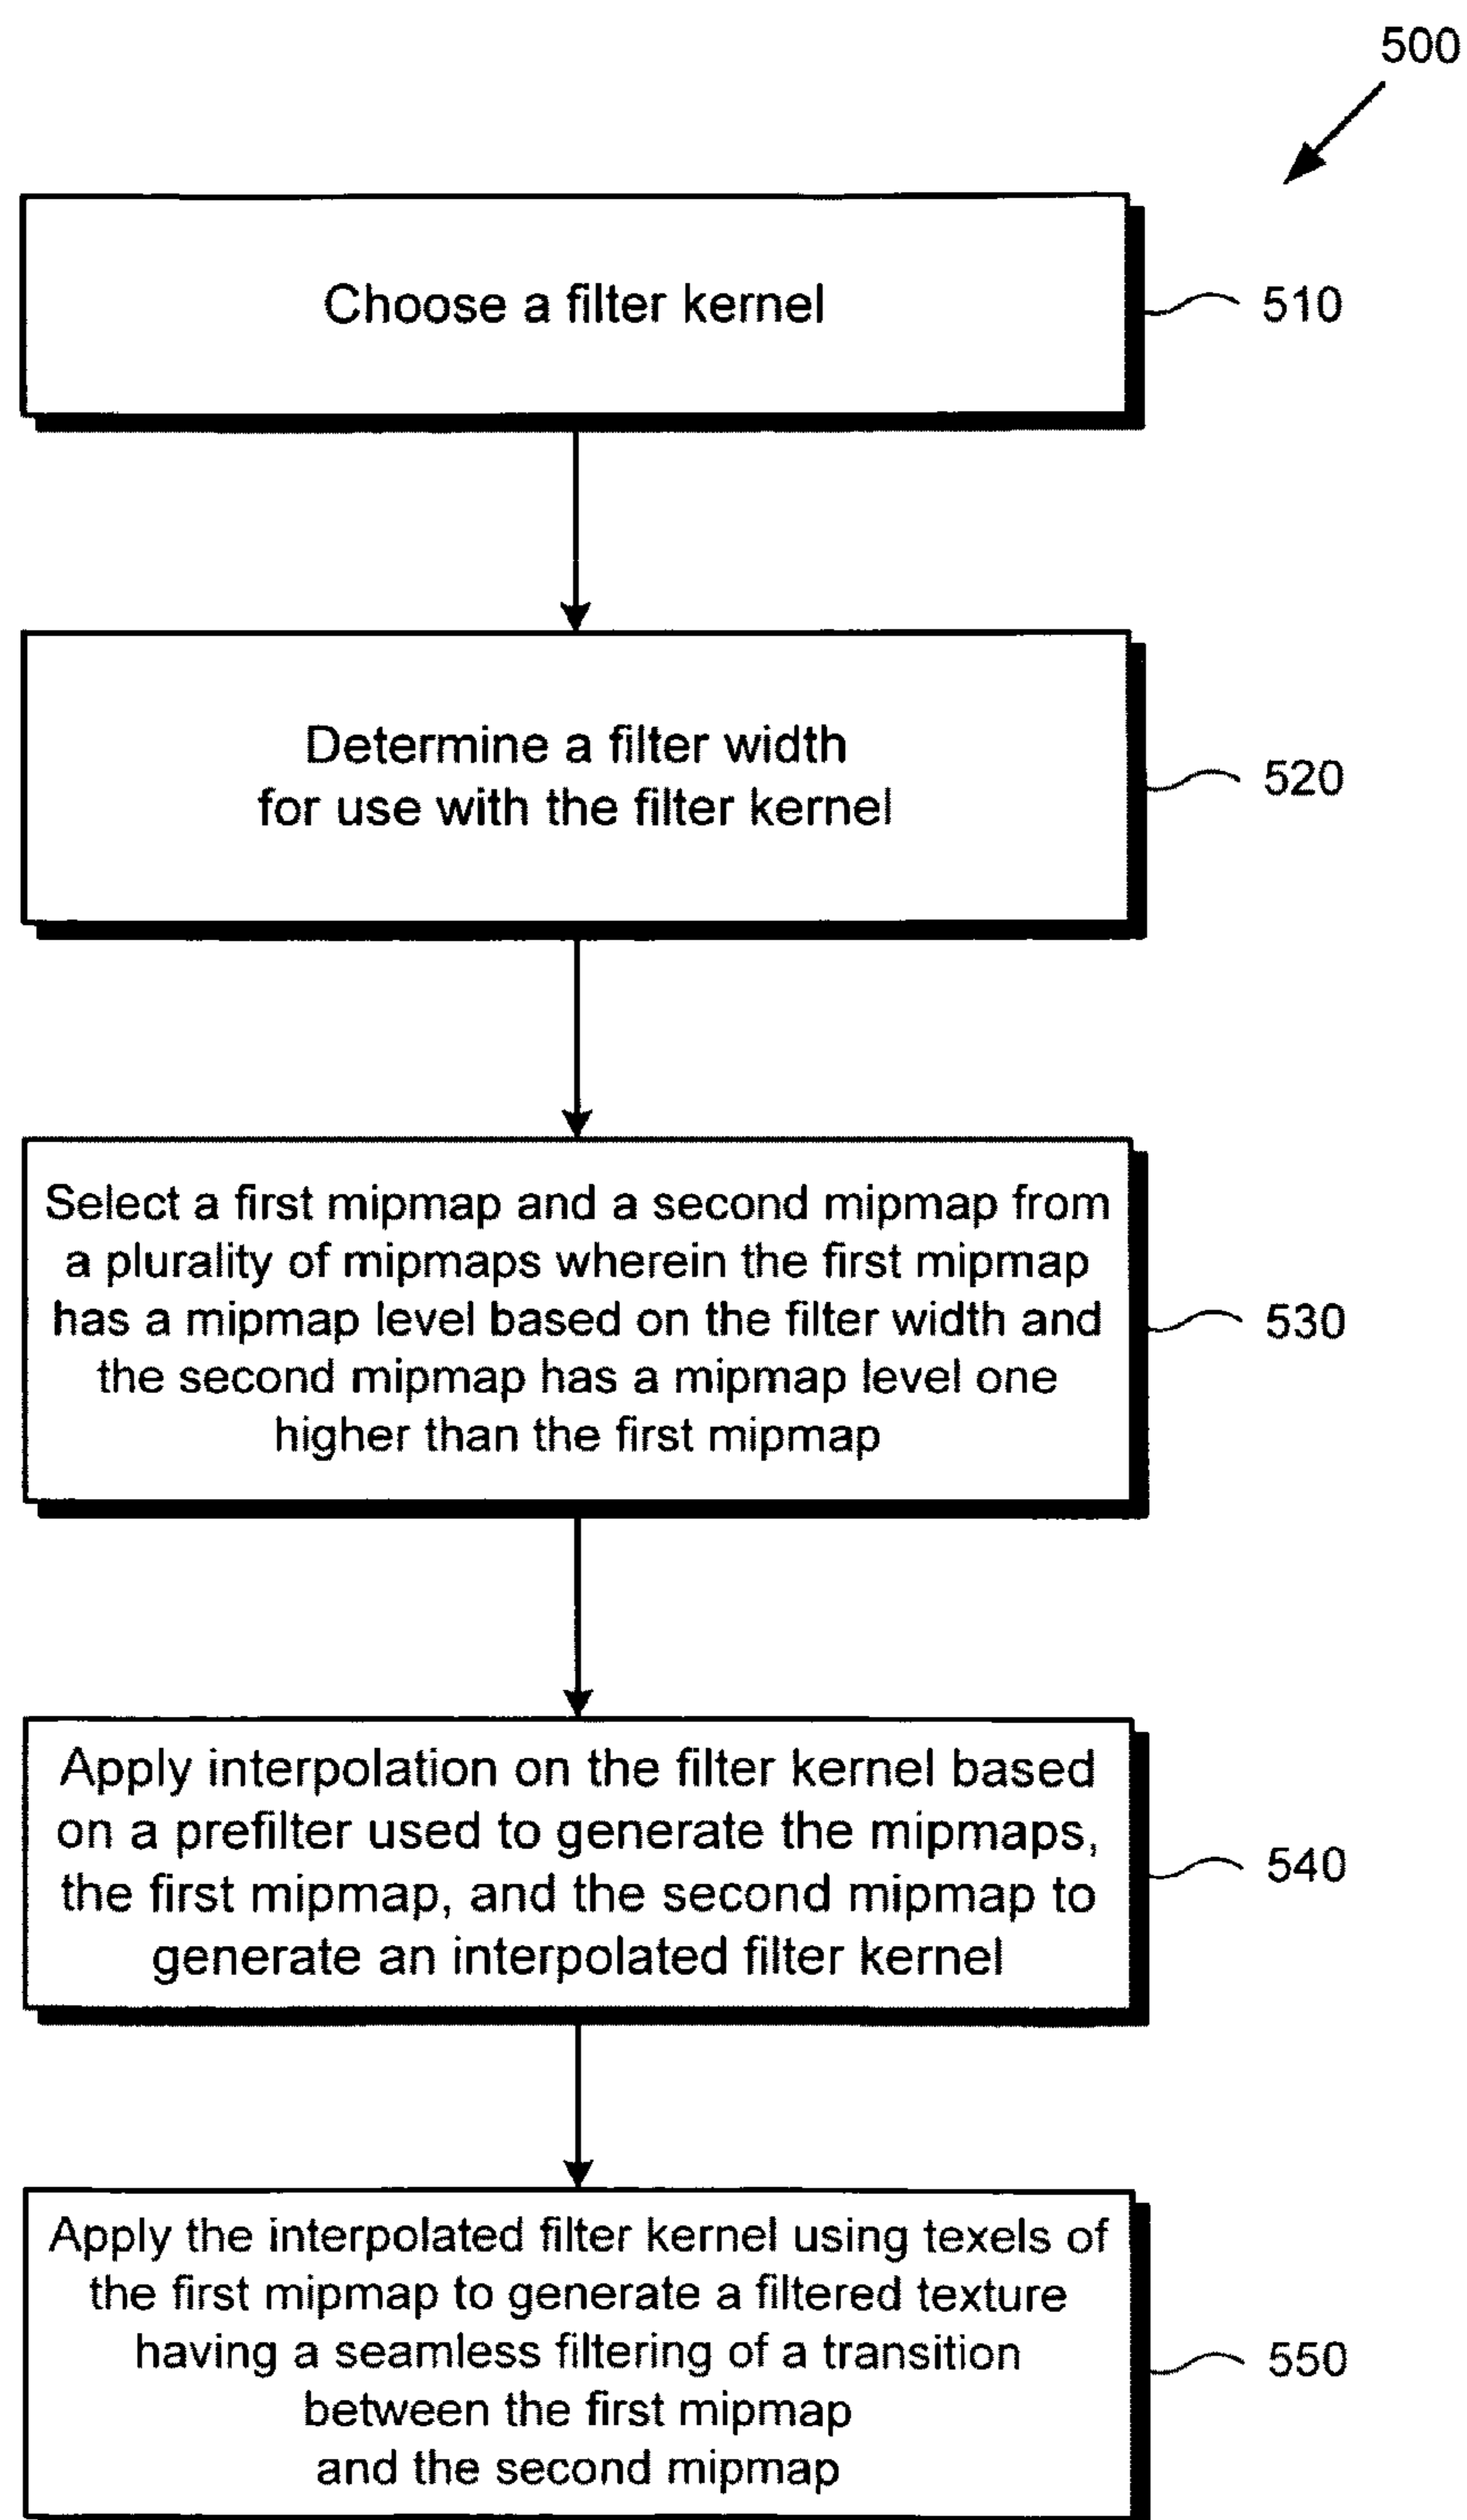 500
Choose a filter kernel
510
Determine a filter width
for use with the filter kernel
520
Select a first mipmap and a second mipmap from
a plurality of mipmaps wherein the first mipmap
has a mipmap level based on the filter width and
the second mipmap has a mipmap level one
higher than the first mipmap
530
Apply interpolation on the filter kernel based
on a prefilter used to generate the mipmaps,
the first mipmap, and the second mipmap to
generate an interpolated filter kernel
540
Apply the interpolated filter kernel using texels of
the first mipmap to generate a filtered texture
having a seamless filtering of a transition
between the first mipmap
and the second mipmap
550